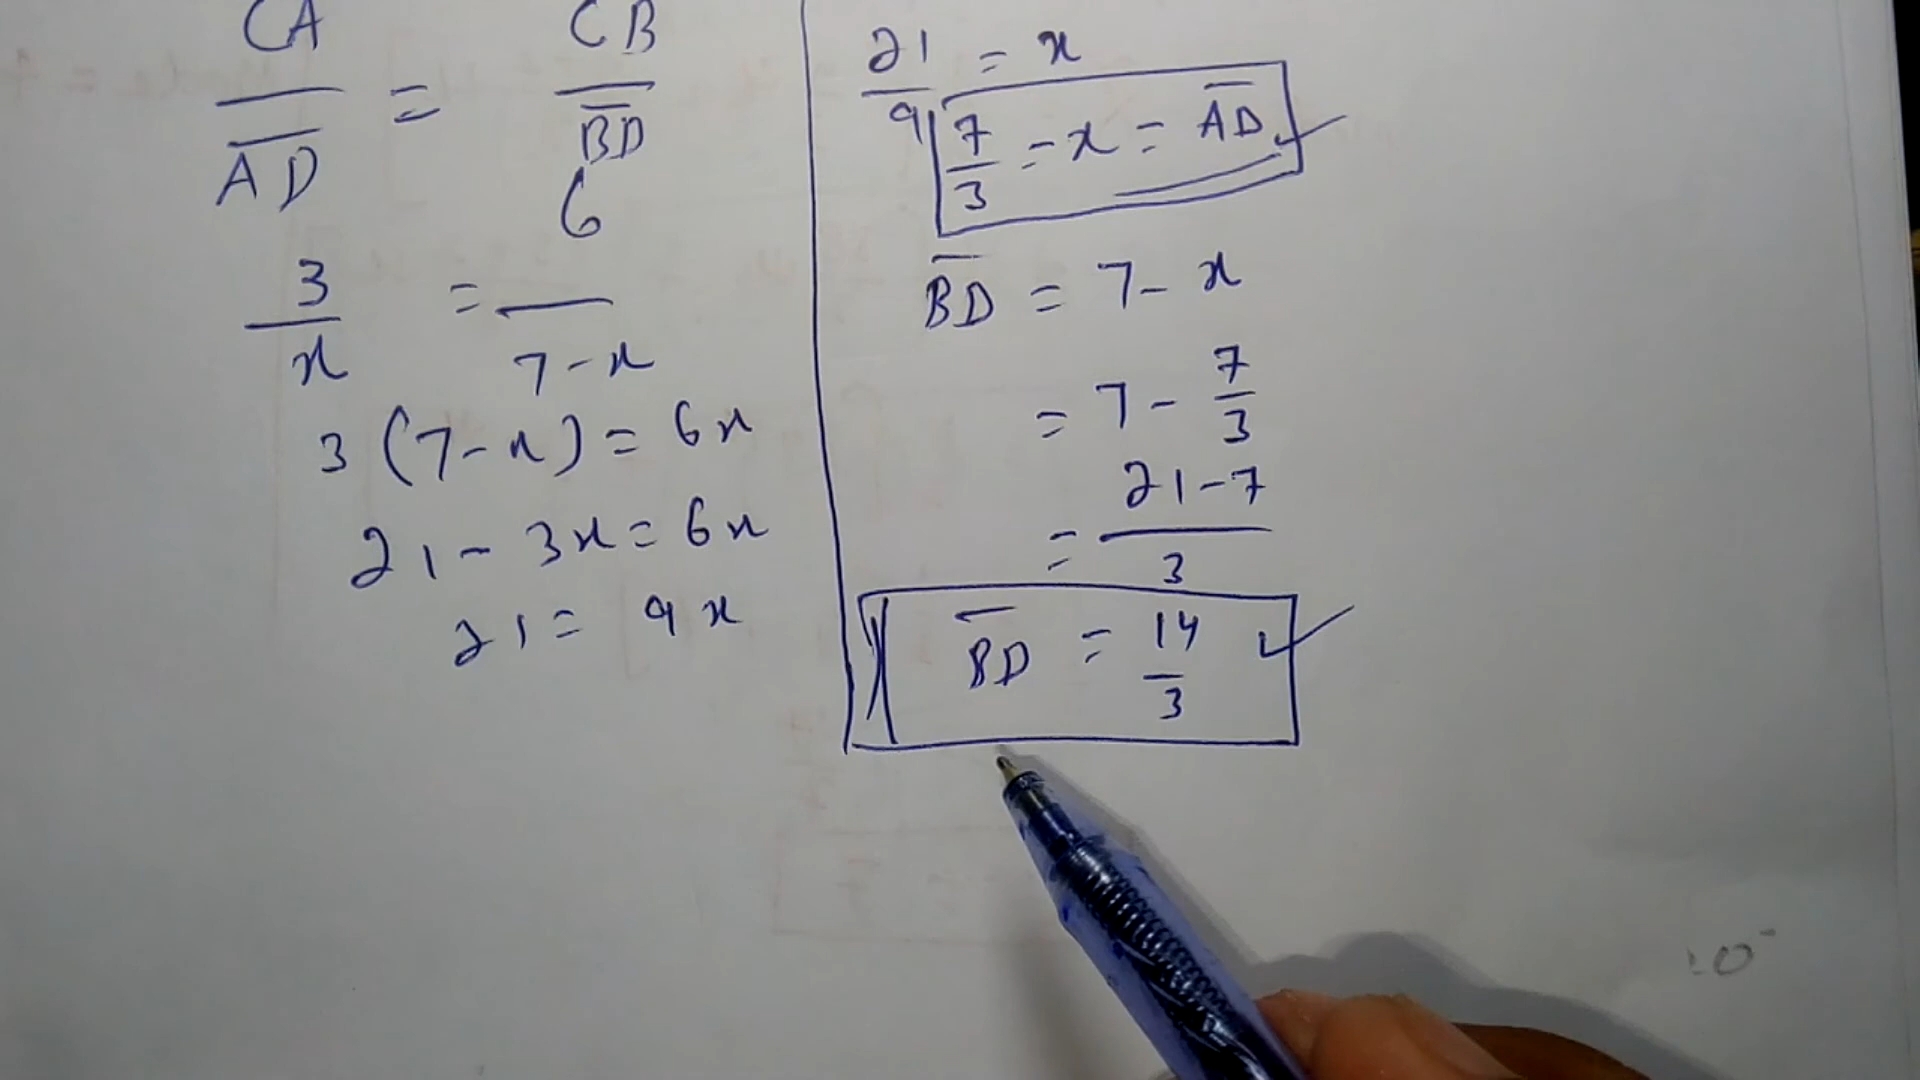 CA/AD = CB/BD
3/x = 6/7-x
3(7-x) = 6x
21 - 3x = 6x
21 = 9x
21/9 = x
7/3 = x = AD
BD = 7 - x
= 7 - 7/3
= 21-7/3
BD = 14/3